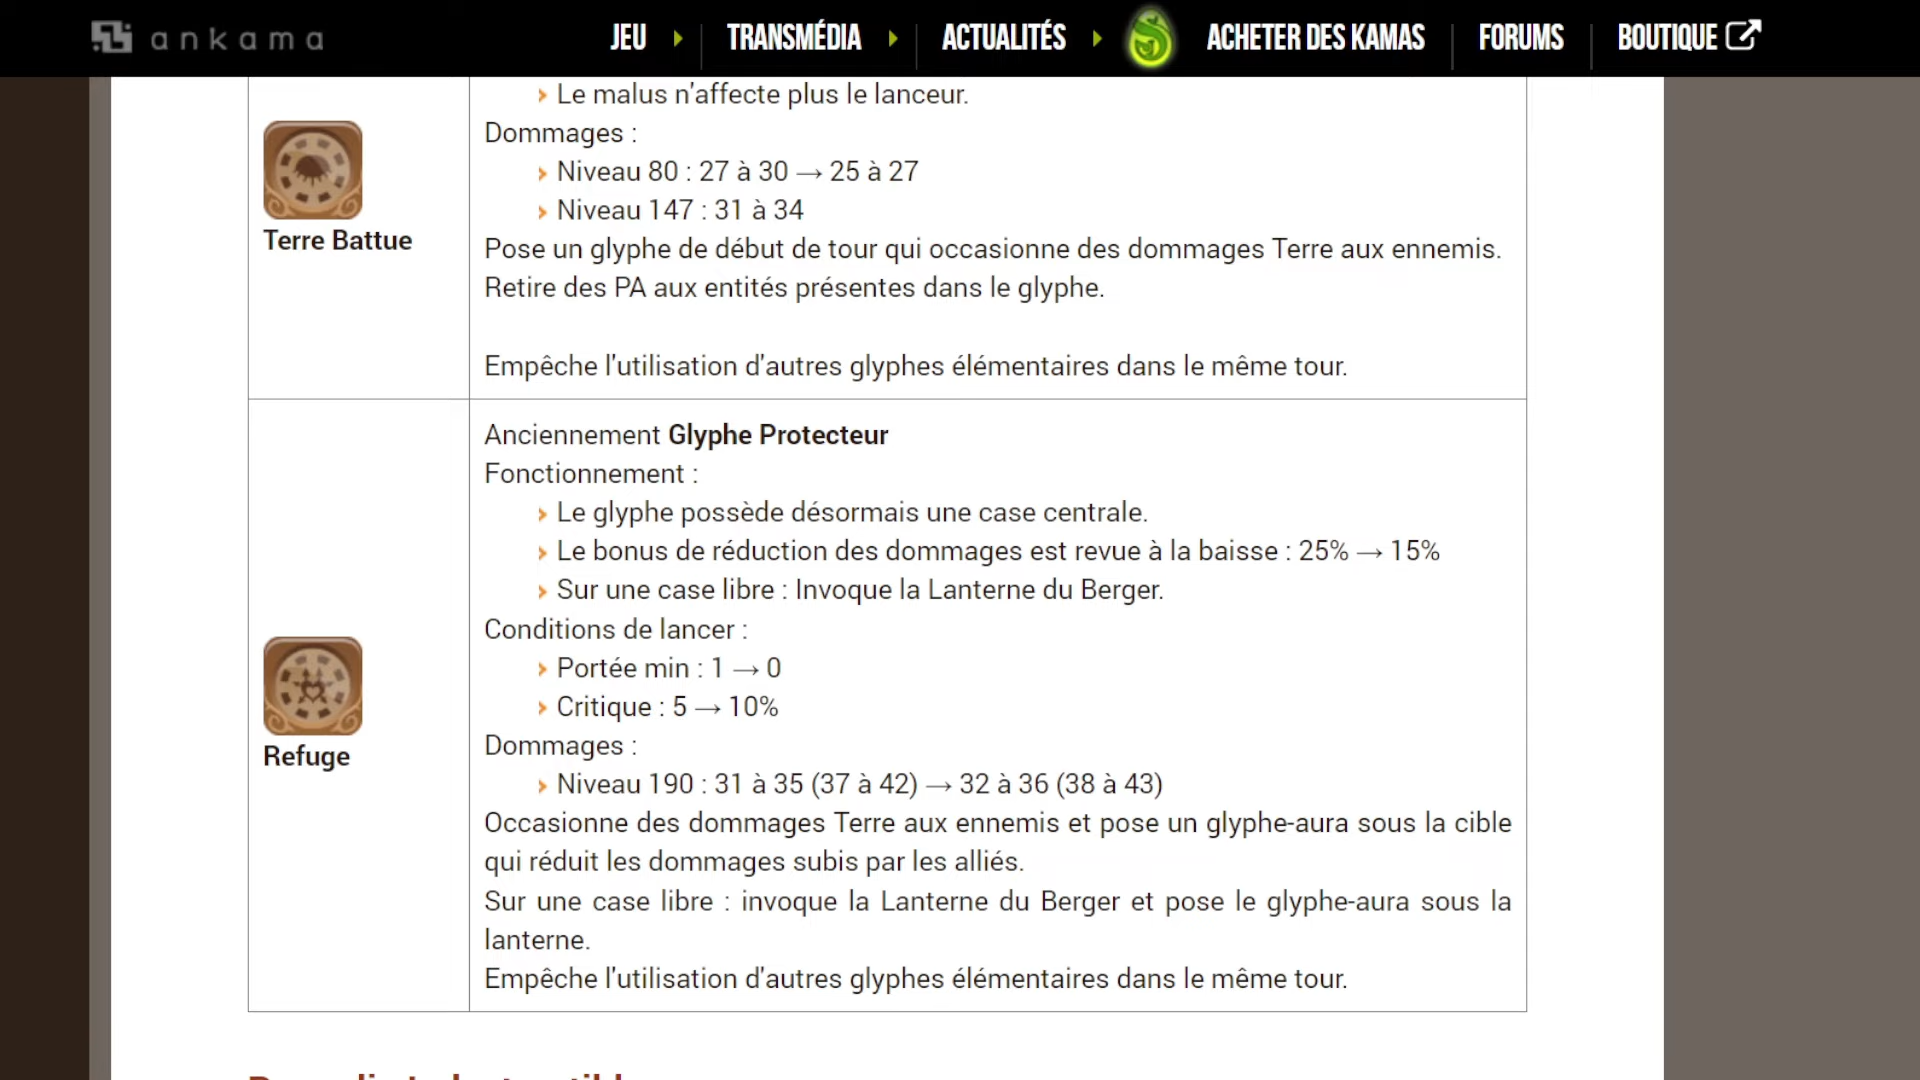 ankama
JEU
TRANSMÉDIA
ACTUALITÉS
ACHETER DES KAMAS
FORUMS
BOUTIQUE
Le malus n'affecte plus le lanceur.
Dommages :
Niveau 80 : 27 à 30 → 25 à 27
Niveau 147 : 31 à 34
Terre Battue
Pose un glyphe de début de tour qui occasionne des dommages Terre aux ennemis.
Retire des PA aux entités présentes dans le glyphe.
Empêche l'utilisation d'autres glyphes élémentaires dans le même tour.
Anciennement Glyphe Protecteur
Fonctionnement :
Le glyphe possède désormais une case centrale.
Le bonus de réduction des dommages est revue à la baisse : 25% → 15%
Sur une case libre : Invoque la Lanterne du Berger.
Conditions de lancer :
Portée min : 1 → 0
Critique : 5 → 10%
Dommages :
Refuge
Niveau 190 : 31 à 35 (37 à 42) → 32 à 36 (38 à 43)
Occasionne des dommages Terre aux ennemis et pose un glyphe-aura sous la cible
qui réduit les dommages subis par les alliés.
Sur une case libre : invoque la Lanterne du Berger et pose le glyphe-aura sous la
lanterne.
Empêche l'utilisation d'autres glyphes élémentaires dans le même tour.